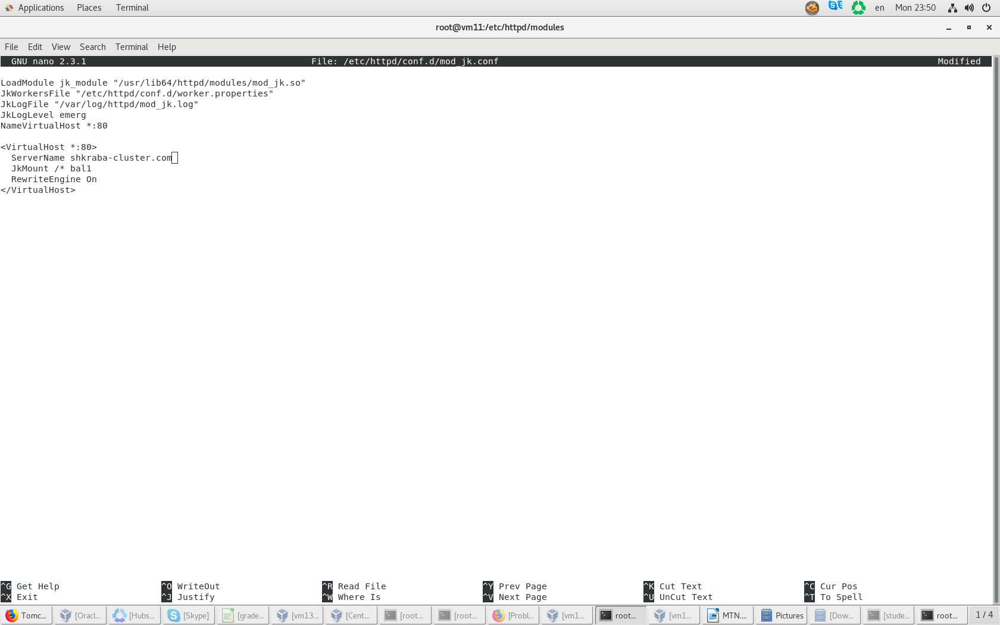 Applications Places Terminal en Mon 23:50
root@vm11:/etc/httpd/modules
File Edit View Search Terminal Help
GNU nano 2.3.1 File: /etc/httpd/conf.d/mod_jk.conf Modified
LoadModule jk_module "/usr/lib64/httpd/modules/mod_jk.so"
JkWorkersFile "/etc/httpd/conf.d/worker.properties"
JkLogFile "/var/log/httpd/mod_jk.log"
JkLogLevel emerg
NameVirtualHost *:80
<VirtualHost *:80>
ServerName shkraba-cluster.com
JkMount /* bal1
RewriteEngine On
</VirtualHost>
^G Get Help ^O WriteOut ^R Read File ^Y Prev Page ^K Cut Text ^C Cur Pos
^X Exit ^J Justify ^W Where Is ^V Next Page ^U UnCut Text ^T To Spell
Tomc... [Oracl... [Hubs... [Skype] [grade... [vm13... [Cent... [root... [root... [Probl... [vm1... root... [vm1... MTN.... Pictures [Dow... [stude... root... 1 / 4